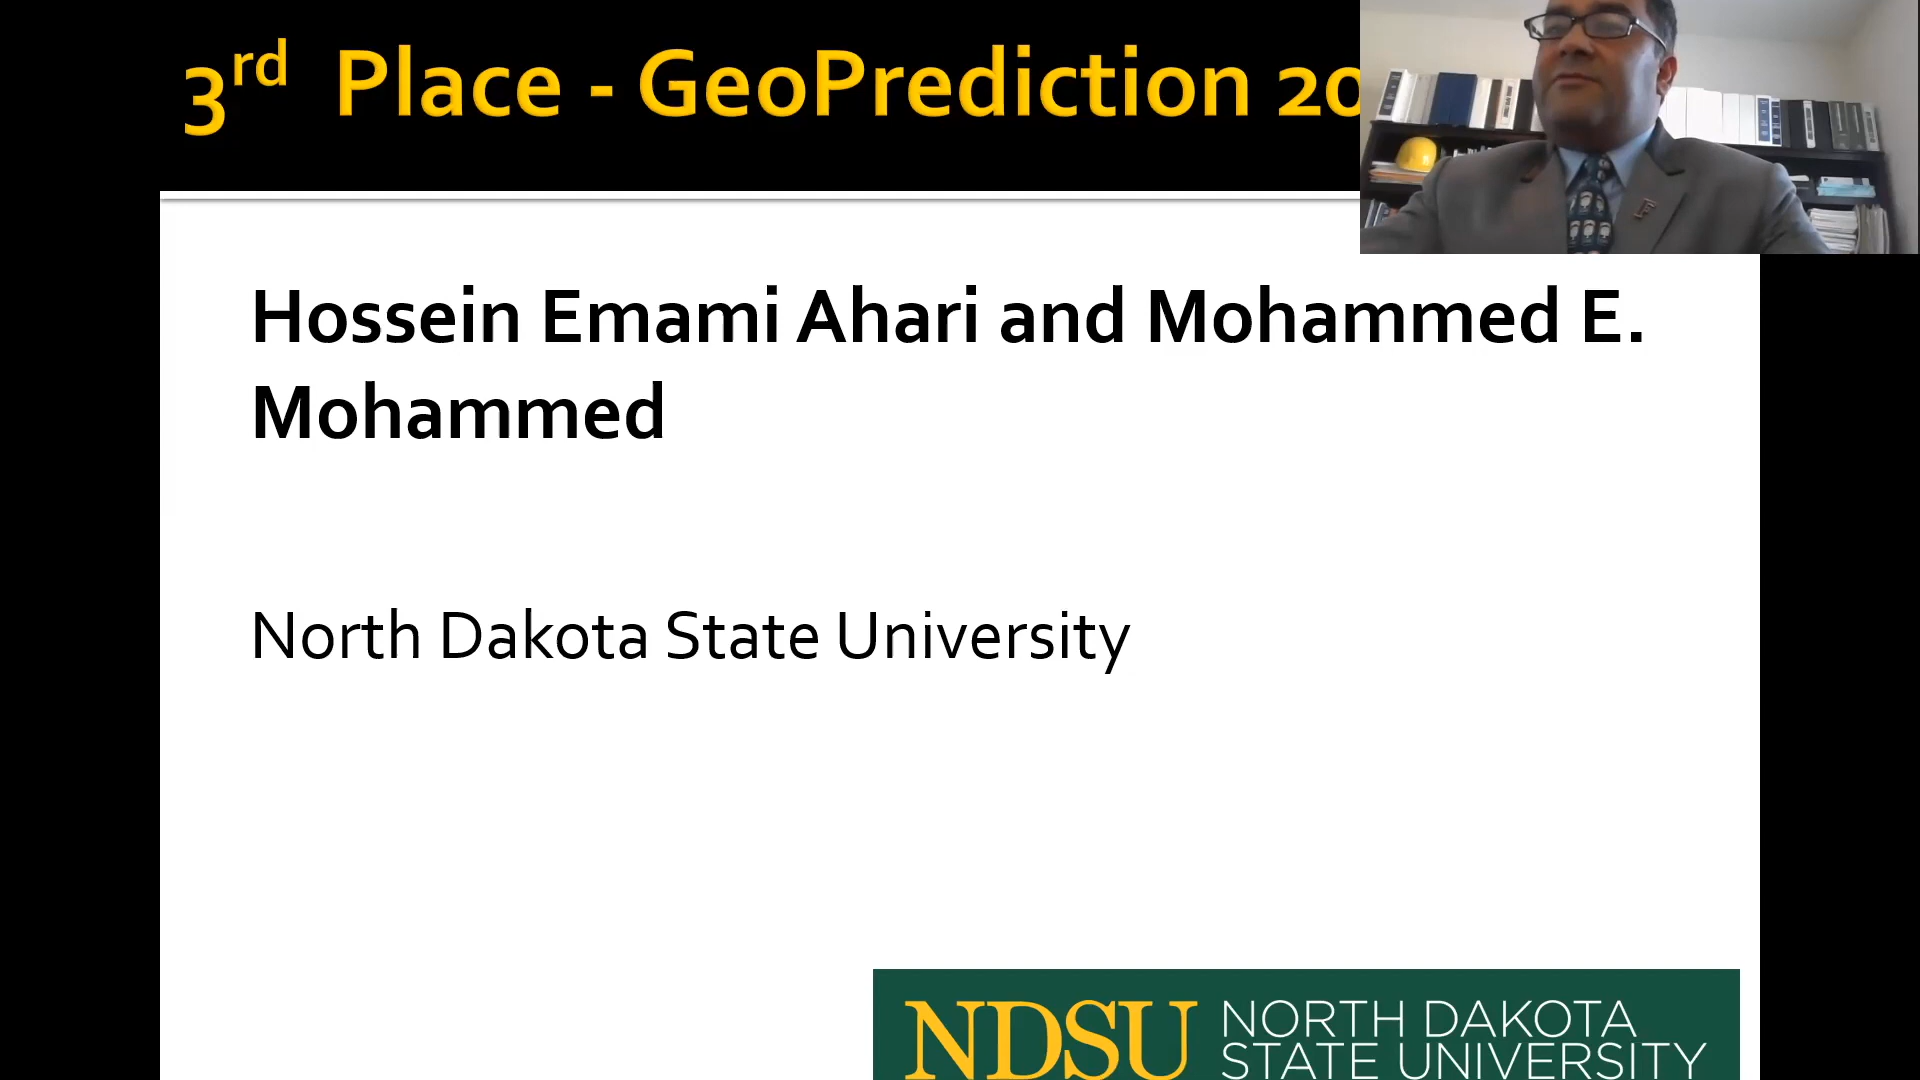 3rd Place - GeoPrediction 20
Hossein Emami Ahari and Mohammed E.
Mohammed
North Dakota State University
NDSU NORTH DAKOTA
STATE UNIVERSITY